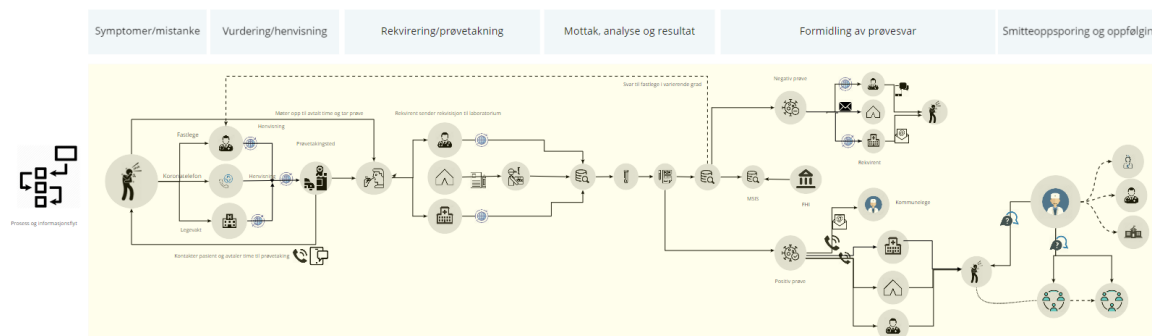 Symptomer/mistanke
Vurdering/henvisning
Rekvirering/prøvetakning
Mottak, analyse og resultat
Formidling av prøvesvar
Smitteoppsporing og oppfølgin
Svar til fastlege i varierende grad
Negativ prøve
Møter opp til avtalt time og tar prøve
Rekvirent sender rekvisisjon til laboratorium
Fastlege
Henvisning
Prøvetakingsted
Rekvirent
Koronatelefon
Henvisning
MSIS
FHI
Kommunelege
Legevakt
Prosess og informasjonsflyt
Kontakter pasient og avtaler time til prøvetaking
Positiv prøve